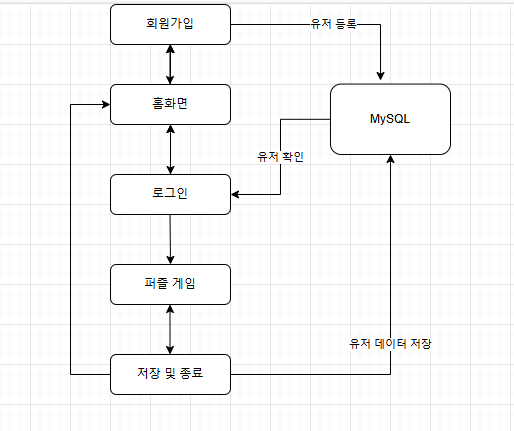 회원가입
유저 등록
홈화면
MySQL
유저 확인
로그인
퍼즐 게임
유저 데이터 저장
저장 및 종료